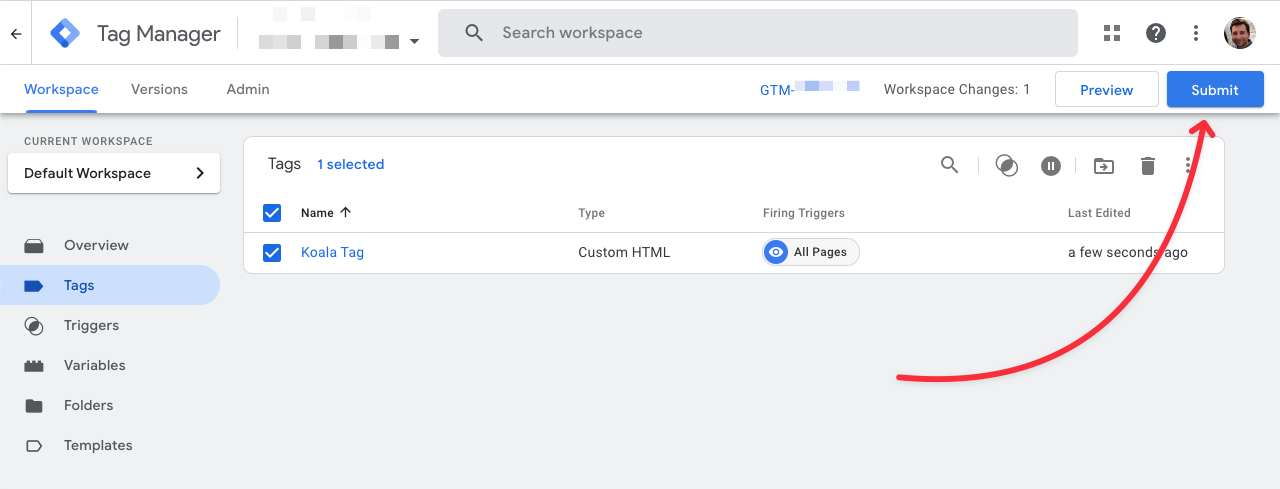 Tag Manager
Search workspace
Workspace Versions Admin
GTM-
Workspace Changes: 1
Preview
Submit
CURRENT WORKSPACE
Default Workspace
Overview
Tags
Triggers
Variables
Folders
Templates
Tags 1 selected
Name Type Firing Triggers Last Edited
Koala Tag Custom HTML All Pages a few seconds ago